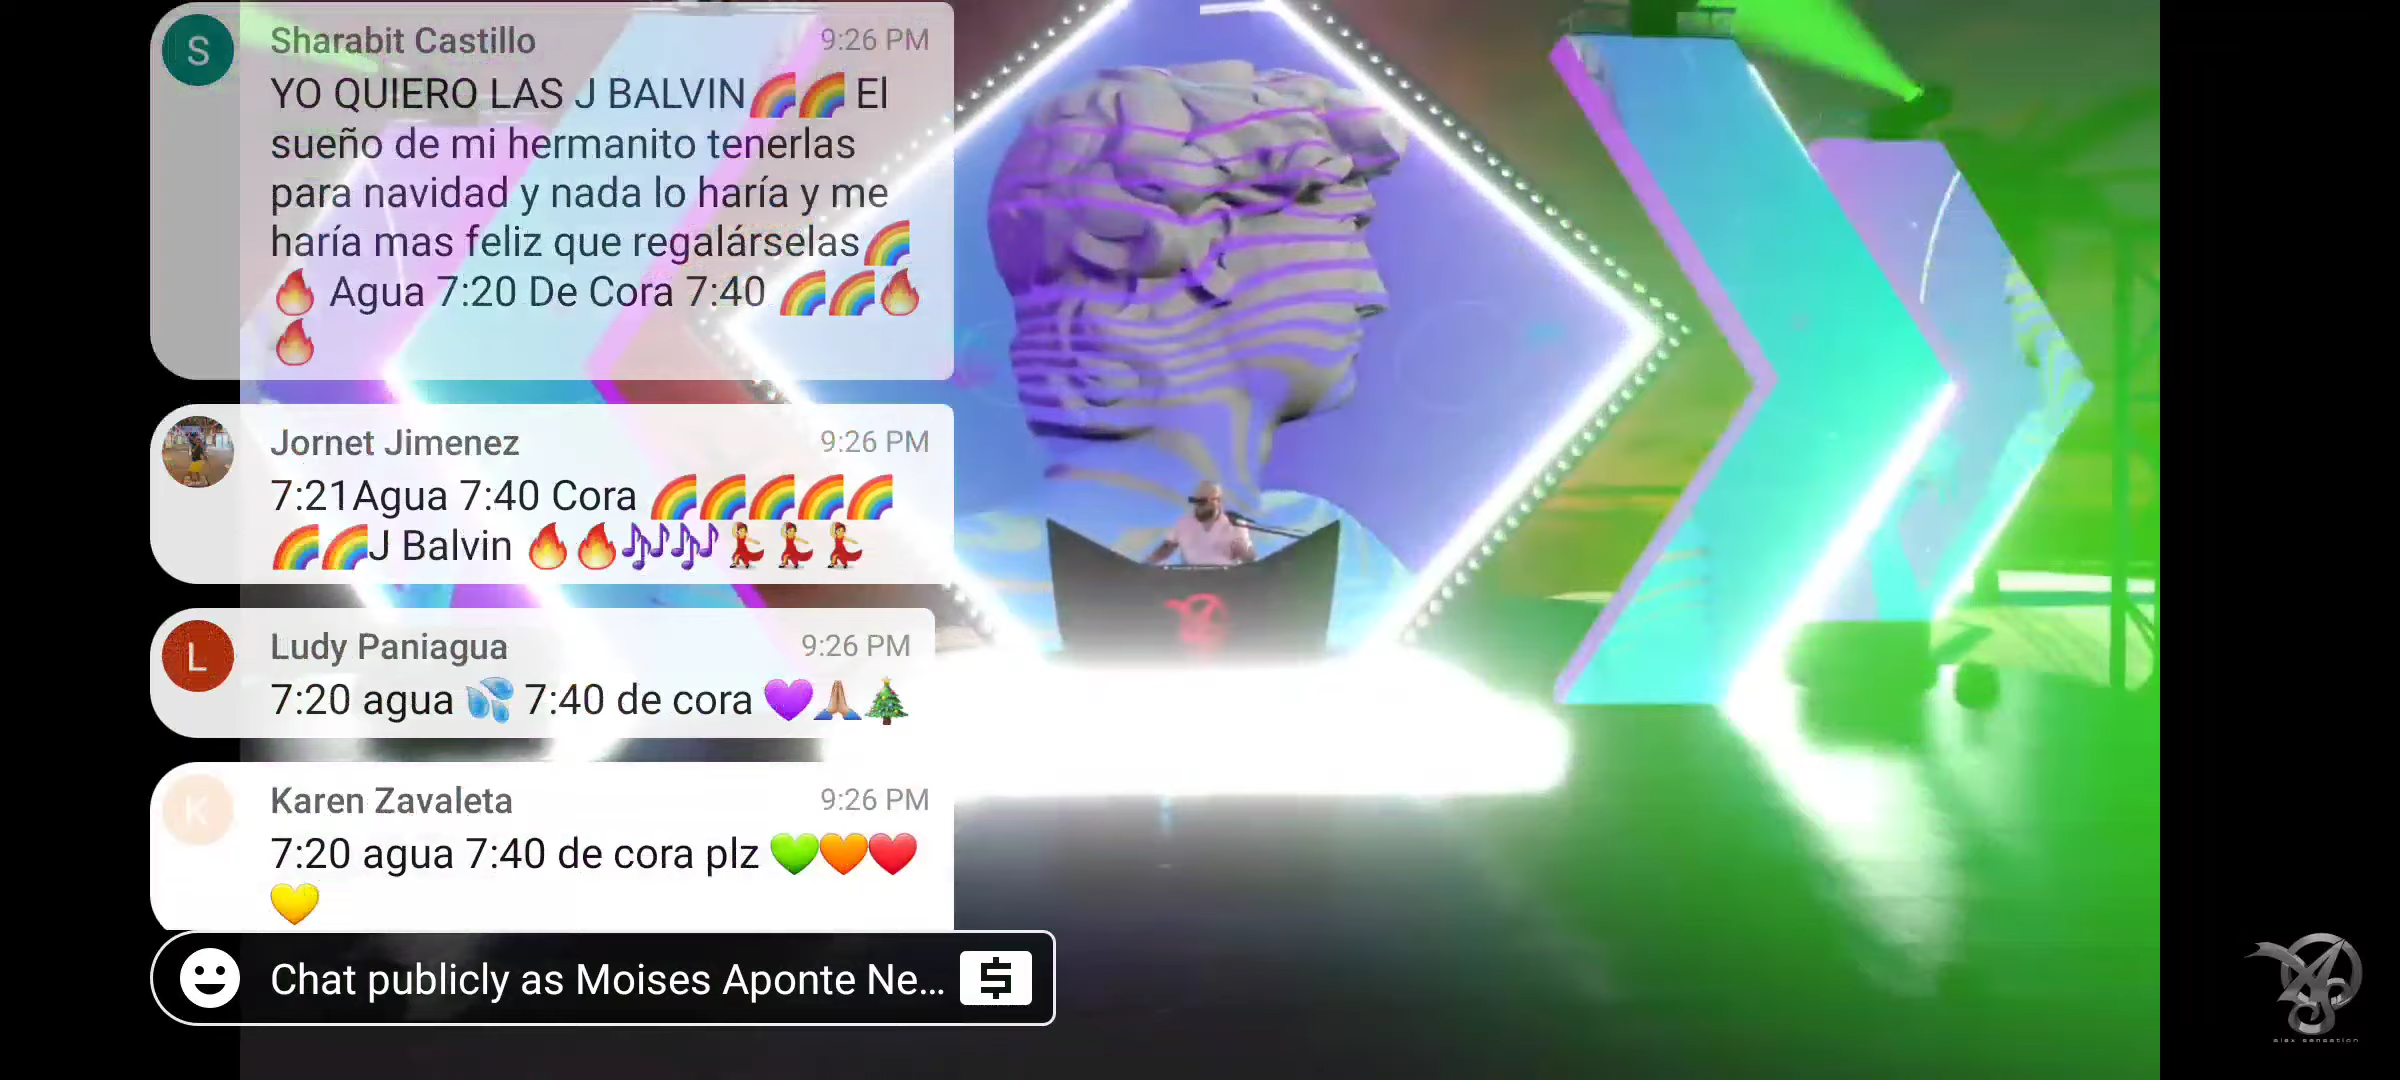 S
Sharabit Castillo 9:26 PM
YO QUIERO LAS J BALVIN🌈🌈 El
sueño de mi hermanito tenerlas
para navidad y nada lo haría y me
haría mas feliz que regalárselas🌈
🔥 Agua 7:20 De Cora 7:40 🌈🌈🔥
🔥
Jornet Jimenez 9:26 PM
7:21Agua 7:40 Cora 🌈🌈🌈🌈🌈
🌈🌈J Balvin 🔥🔥🎶🎶💃💃💃
L
Ludy Paniagua 9:26 PM
7:20 agua 💦 7:40 de cora 💜🙏🏽🎄
K
Karen Zavaleta 9:26 PM
7:20 agua 7:40 de cora plz 💚🧡❤️
💛
Chat publicly as Moises Aponte Ne...
$
alex sensation